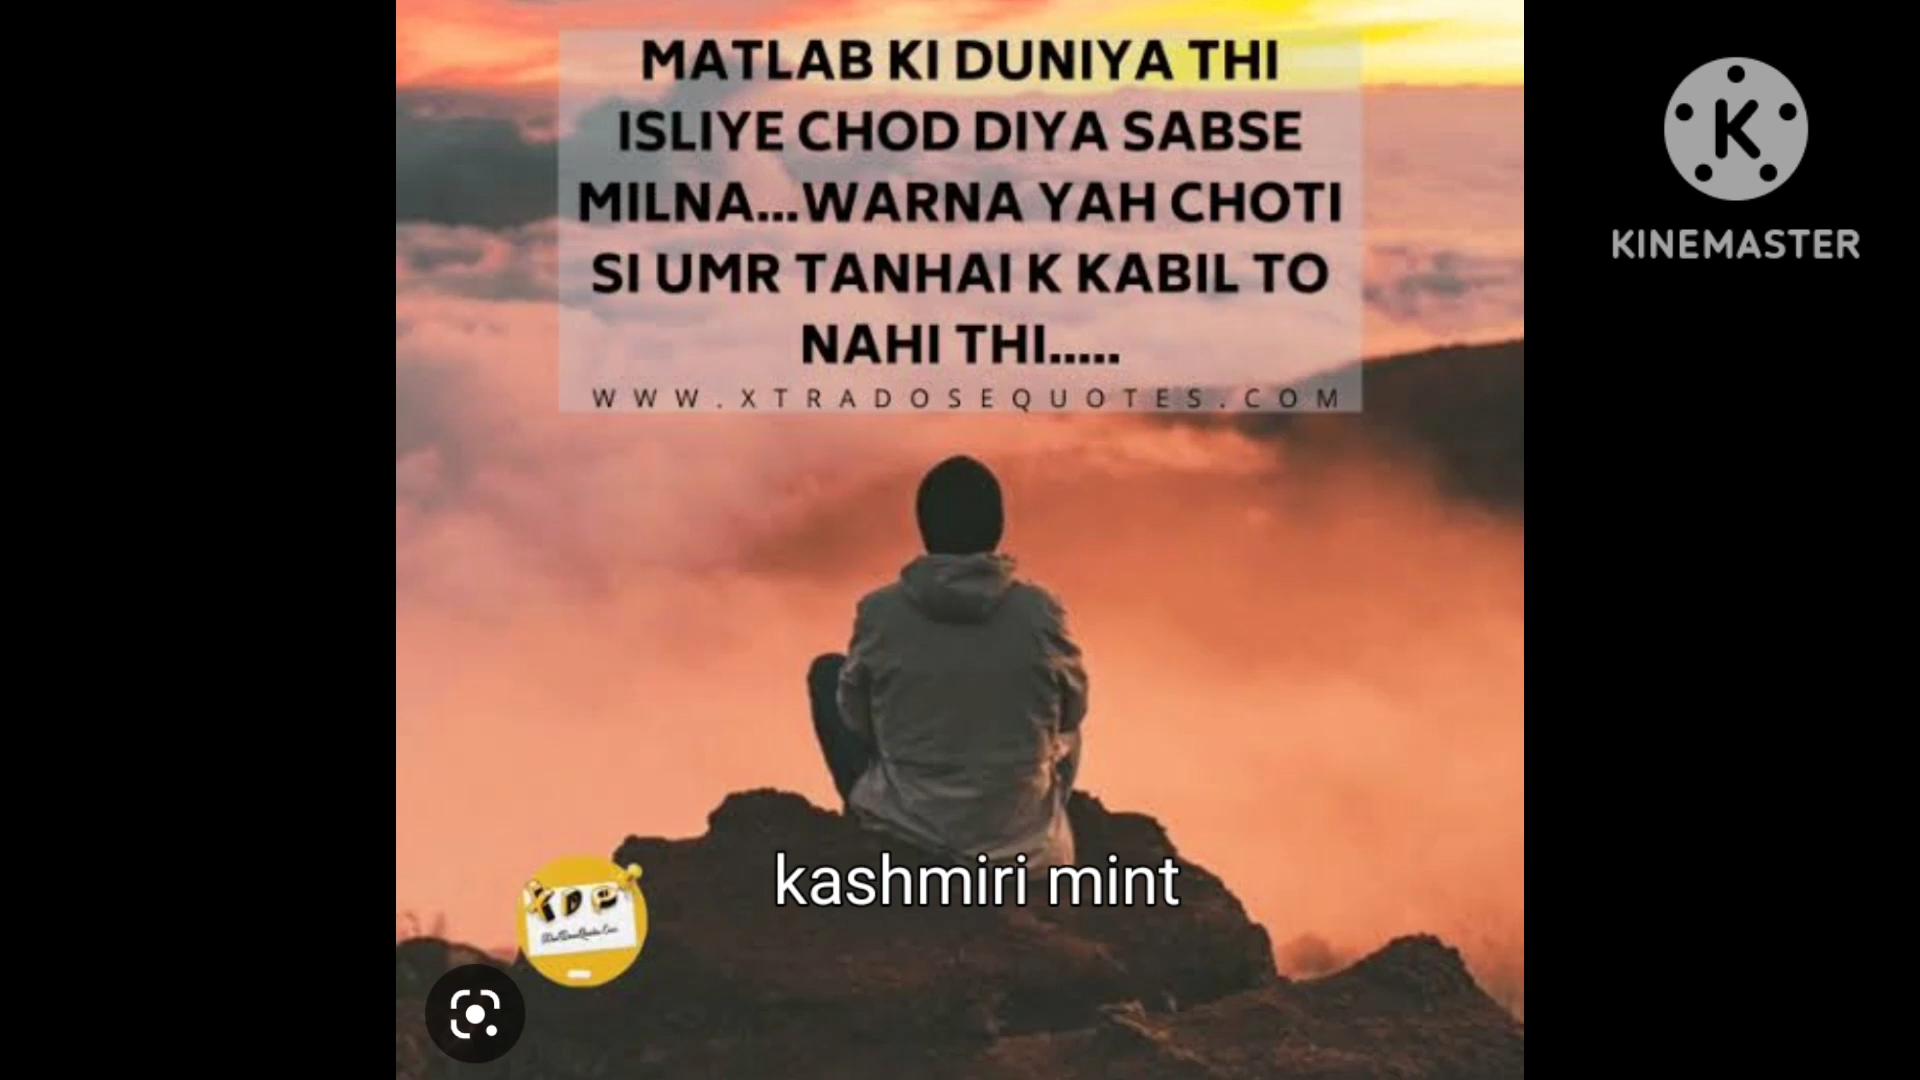 MATLAB KI DUNIYA THI
ISLIYE CHOD DIYA SABSE
MILNA...WARNA YAH CHOTI
SI UMR TANHAI K KABIL TO
NAHI THI.....
WWW.XTRADOSEQUOTES.COM
K
KINEMASTER
kashmiri mint
XDP